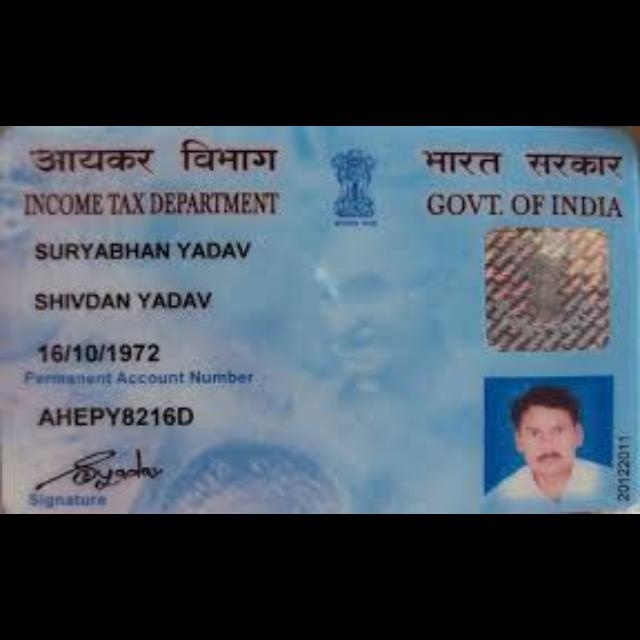 आयकर विभाग भारत सरकार
INCOME TAX DEPARTMENT GOVT. OF INDIA
SURYABHAN YADAV
SHIVDAN YADAV
16/10/1972
Permanent Account Number
AHEPY8216D
Signature
20122011